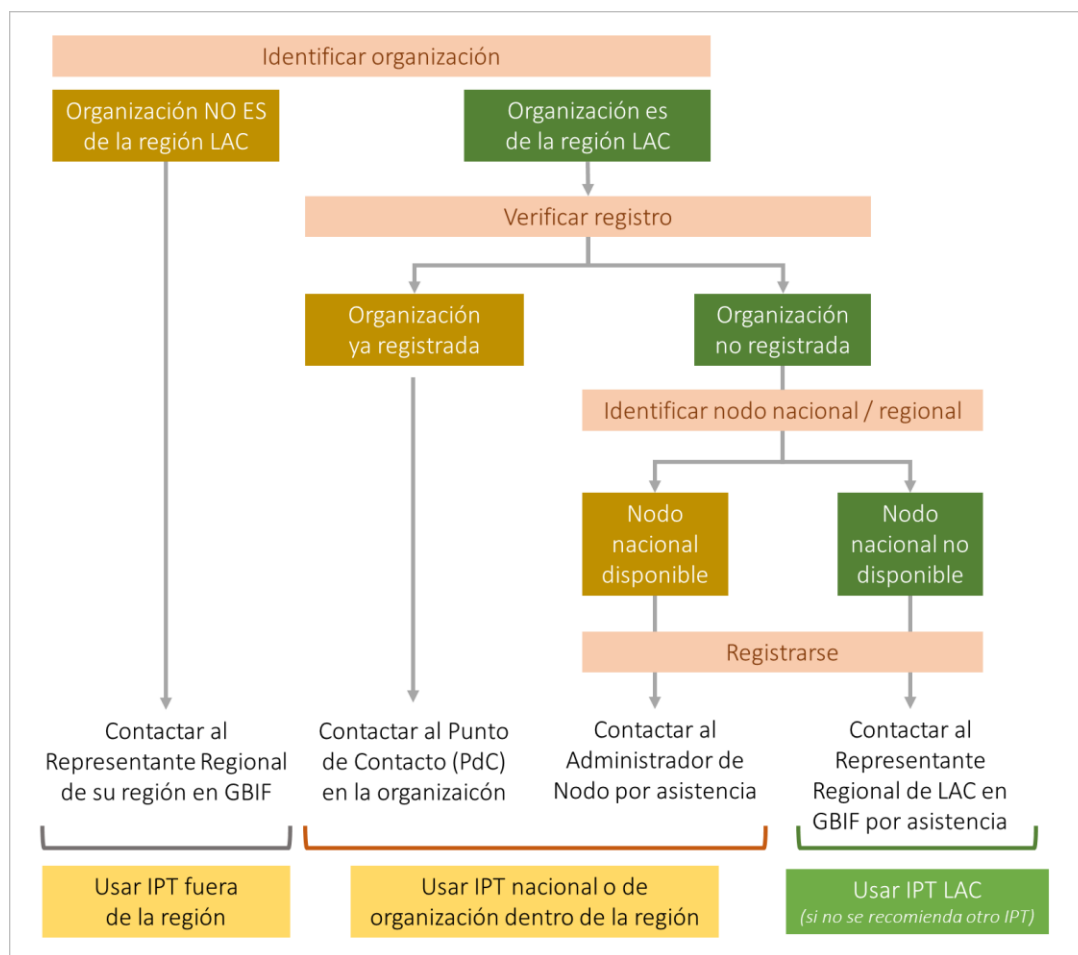 Identificar organización
Organización NO ES
de la región LAC
Organización es
de la región LAC
Verificar registro
Organización
ya registrada
Organización
no registrada
Identificar nodo nacional / regional
Nodo
nacional
disponible
Nodo
nacional no
disponible
Registrarse
Contactar al
Representante Regional
de su región en GBIF
Contactar al Punto
de Contacto (PdC)
en la organizaicón
Contactar al
Administrador de
Nodo por asistencia
Contactar al
Representante
Regional de LAC en
GBIF por asistencia
Usar IPT fuera
de la región
Usar IPT nacional o de
organización dentro de la región
Usar IPT LAC
(si no se recomienda otro IPT)